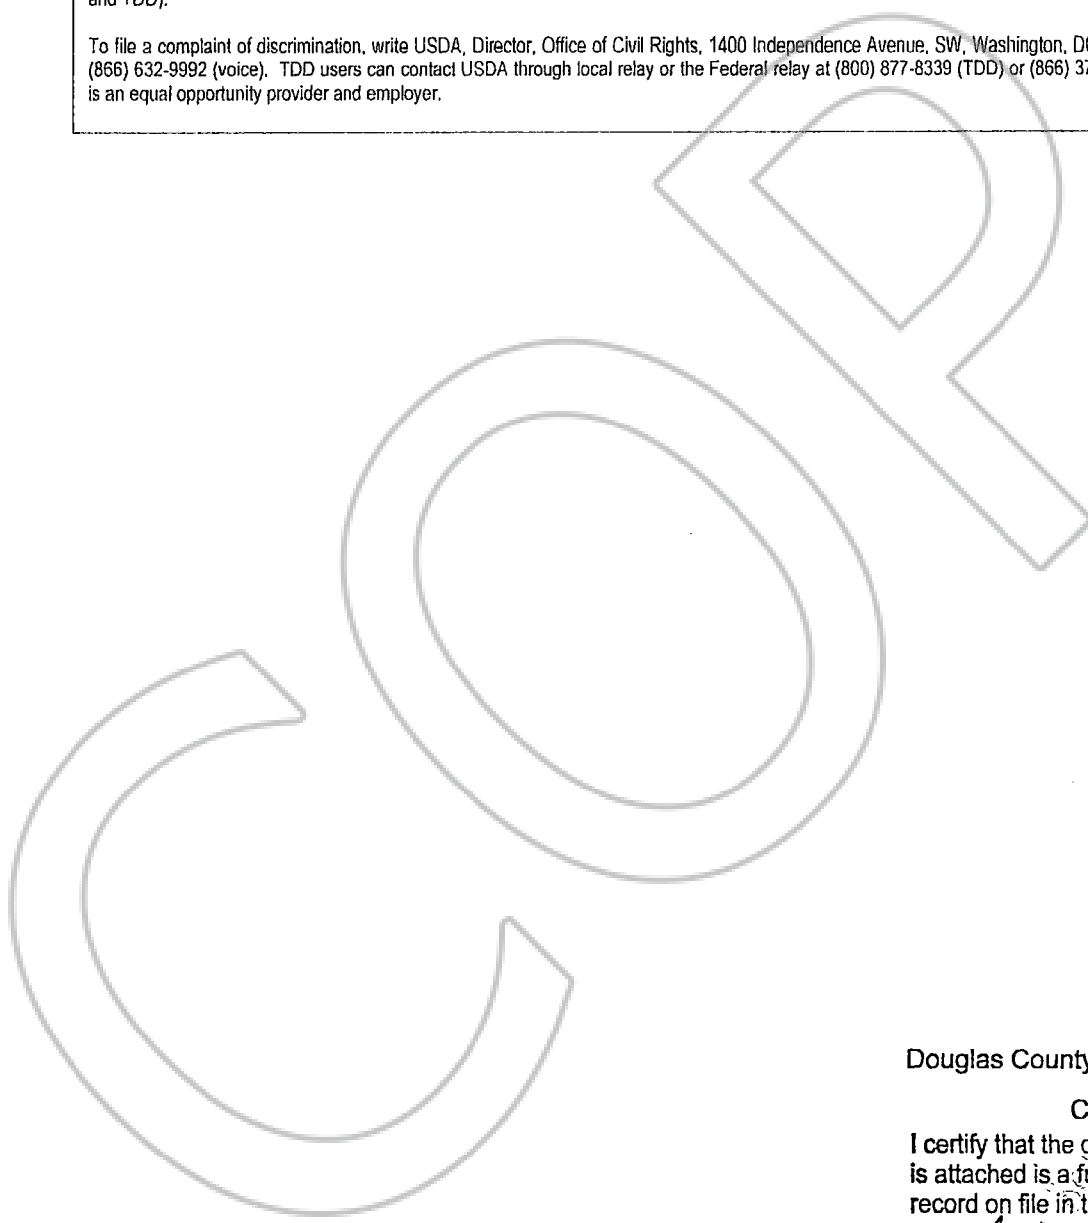 and TDD).
To file a complaint of discrimination, write USDA, Director, Office of Civil Rights, 1400 Independence Avenue, SW, Washington,
(866) 632-9992 (voice). TDD users can contact USDA through local relay or the Federal relay at (800) 877-8339 (TDD) or (866)
is an equal opportunity provider and employer.
COP
Douglas County
I certify that the
is attached is a
record on file in